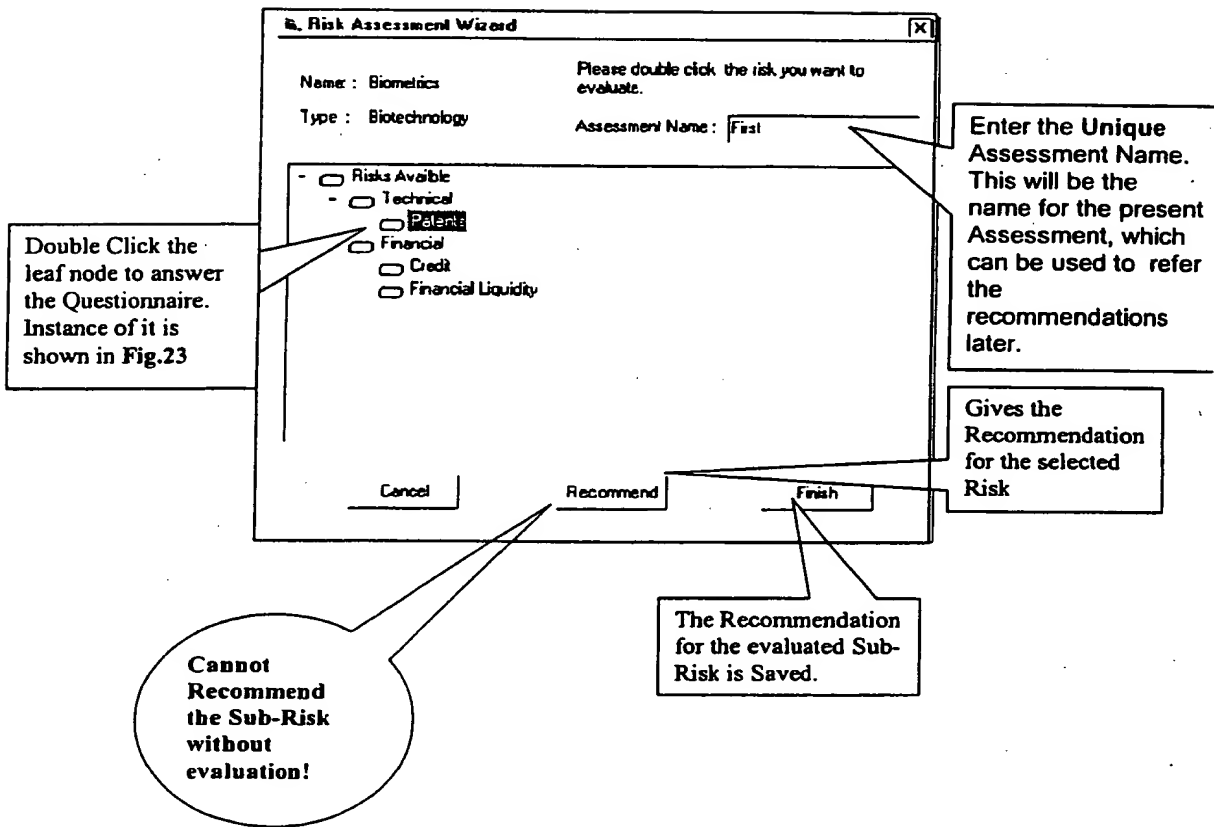 Risk Assessment Wizard
Name : Biometrics
Please double click the risk you want to
evaluate.
Type : Biotechnology
Assessment Name : First
- Risks Avaible
- Technical
Patents
Financial
Credit
Financial Liquidity
Cancel
Recommend
Finish
Double Click the
leaf node to answer
the Questionnaire.
Instance of it is
shown in Fig.23
Enter the Unique
Assessment Name.
This will be the
name for the present
Assessment, which
can be used to refer
the
recommendations
later.
Gives the
Recommendation
for the selected
Risk
The Recommendation
for the evaluated Sub-
Risk is Saved.
Cannot
Recommend
the Sub-Risk
without
evaluation!